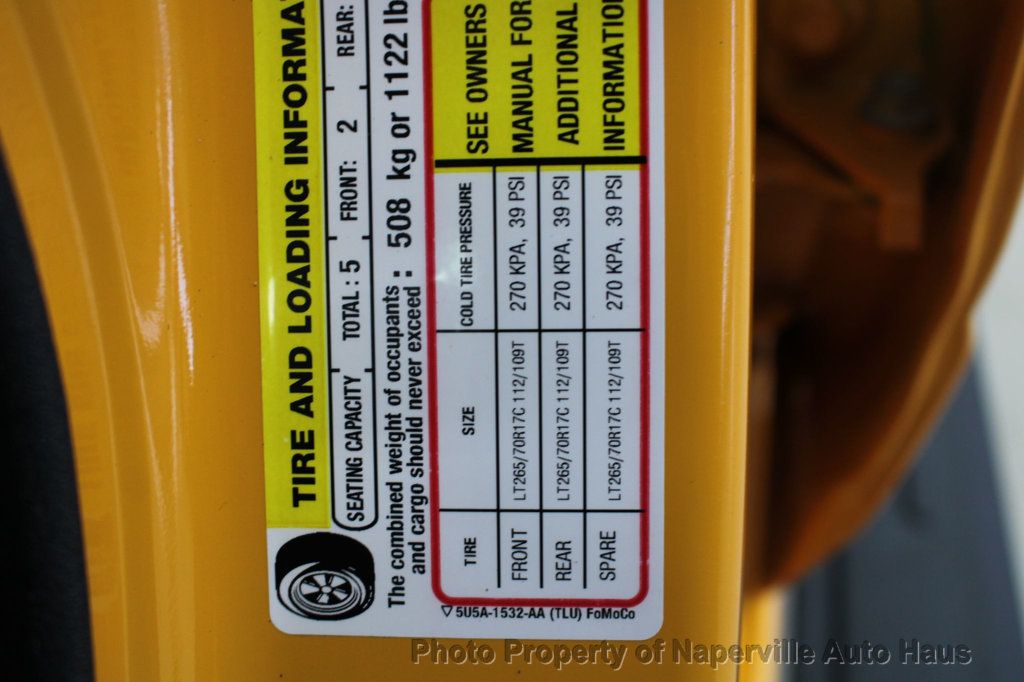 TIRE AND LOADING INFORMA
SEATING CAPACITY TOTAL : 5 FRONT: 2 REAR:
The combined weight of occupants
and cargo should never exceed : 508 kg or 1122 lb
TIRE SIZE COLD TIRE PRESSURE
FRONT LT265/70R17C 112/109T 270 KPA, 39 PSI
REAR LT265/70R17C 112/109T 270 KPA, 39 PSI
SPARE LT265/70R17C 112/109T 270 KPA, 39 PSI
SEE OWNERS
MANUAL FOR
ADDITIONAL
INFORMATION
5U5A-1532-AA (TLU) FoMoCo
Photo Property of Naperville Auto Haus